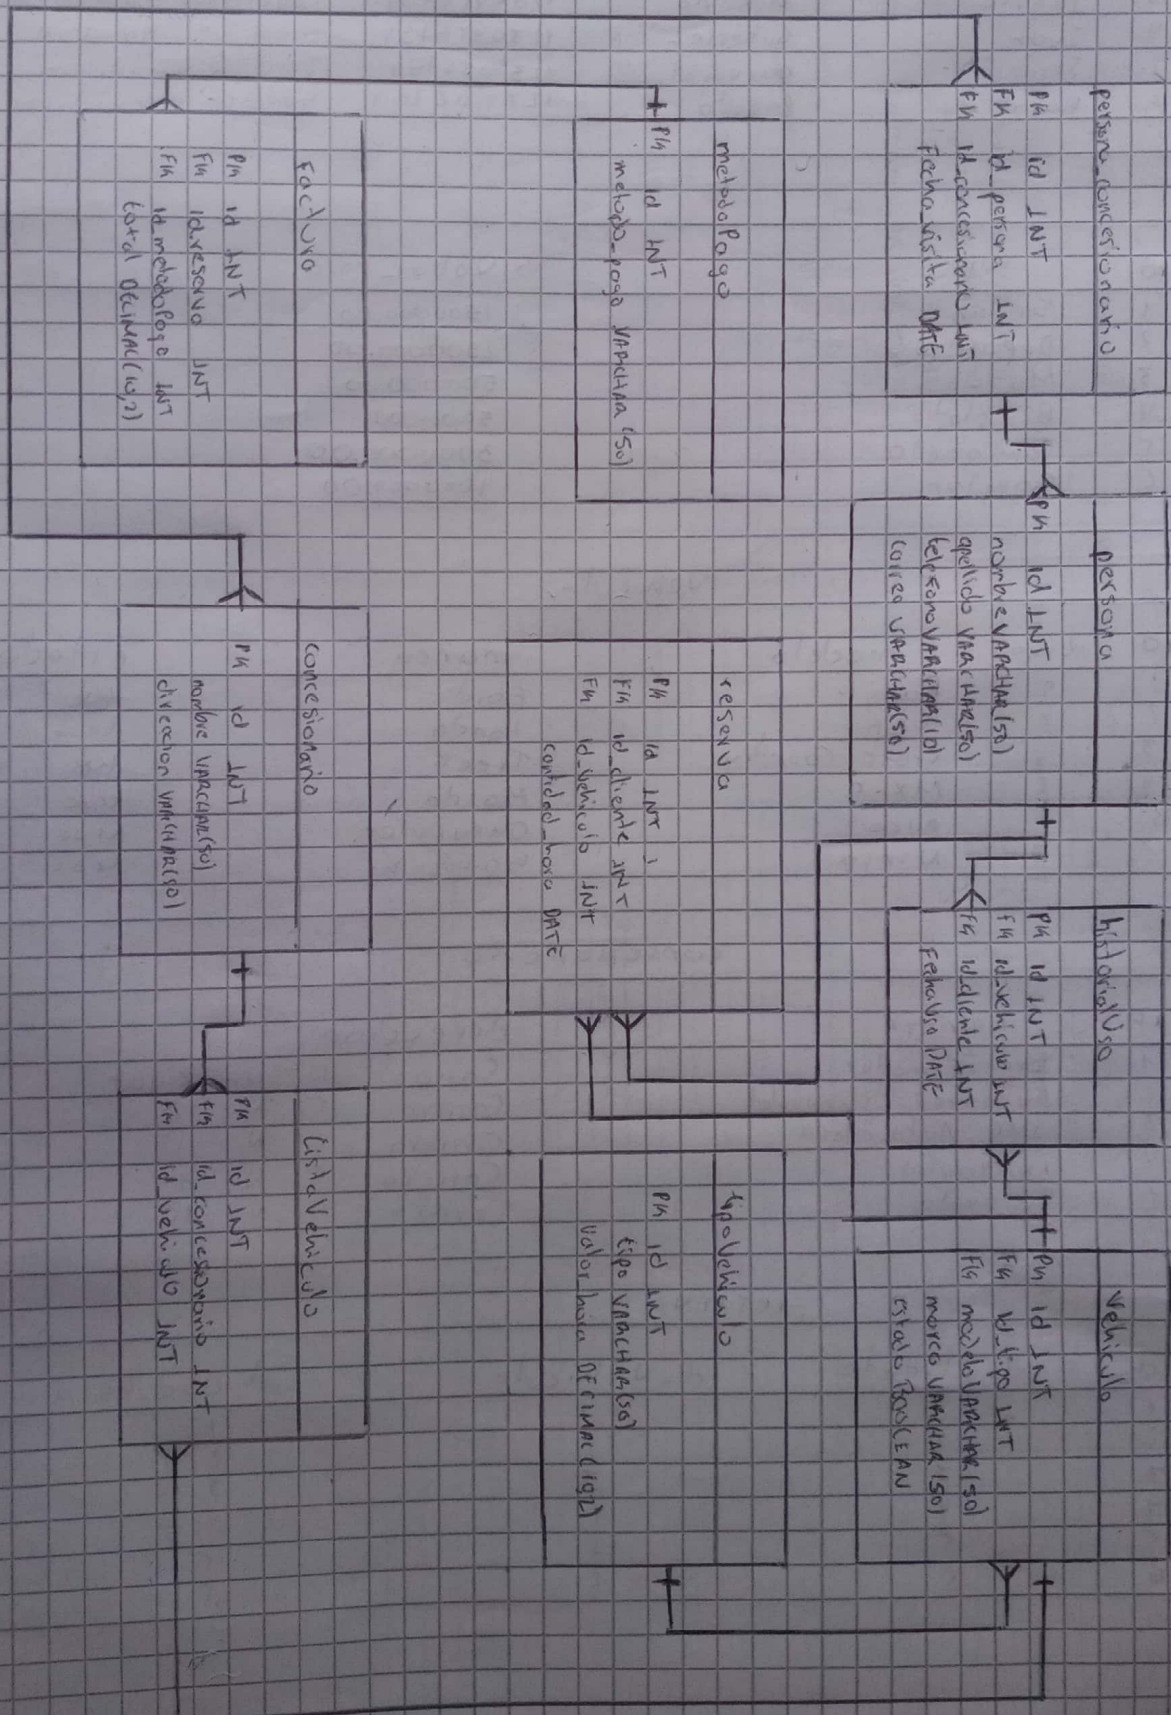 persona_concesionario
PK id INT
FK id_persona INT
FK id_concesionario INT
Fecha_visita DATE
persona
PK id INT
nombre VARCHAR(50)
apellido VARCHAR(50)
telefono VARCHAR(10)
correo VARCHAR(50)
historialUso
PK id INT
FK id_vehiculo INT
FK id_cliente INT
FechaUso DATE
Vehiculo
PK id INT
FK id_tipo INT
FK modelo VARCHAR(50)
marca VARCHAR(50)
estado BOOLEAN
metodoPago
PK id INT
metodo_pago VARCHAR(50)
reserva
PK id INT
FK id_cliente INT
FK id_vehiculo INT
cantidad_hora DATE
tipoVehiculo
PK id INT
tipo VARCHAR(50)
valor_hora DECIMAL(10,2)
Factura
PK id INT
FK id_reserva INT
FK id_metodoPago INT
total DECIMAL(10,2)
concesionario
PK id INT
nombre VARCHAR(50)
direccion VARCHAR(50)
ListaVehiculo
PK id INT
FK id_concesionario INT
FK id_vehiculo INT